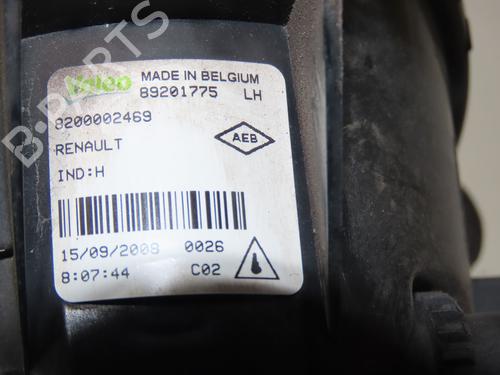 Valeo MADE IN BELGIUM
89201775 LH
8200002469
AEB
RENAULT
IND:H
15/09/2008 0026
8:07:44 C02
B-PARTS